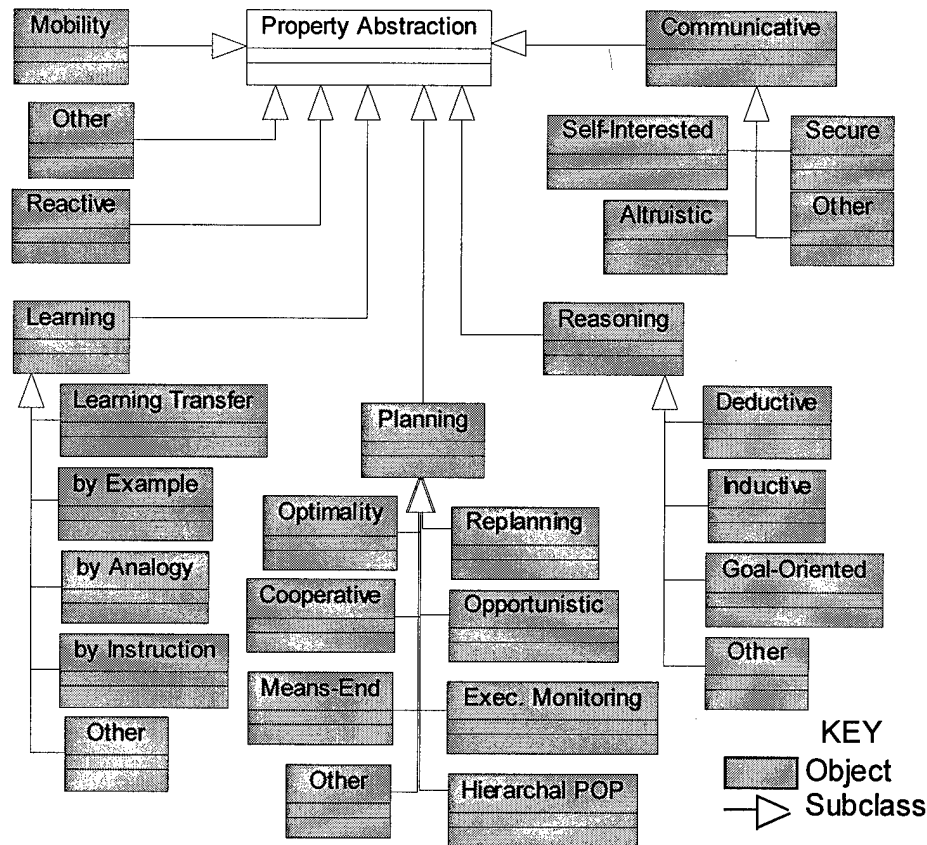 Mobility
Property Abstraction
Communicative
Other
Self-Interested
Secure
Reactive
Altruistic
Other
Learning
Reasoning
Learning Transfer
Planning
Deductive
by Example
Optimality
Replanning
Inductive
by Analogy
Cooperative
Opportunistic
Goal-Oriented
by Instruction
Means-End
Exec. Monitoring
Other
Other
Other
Hierarchal POP
KEY
Object
Subclass